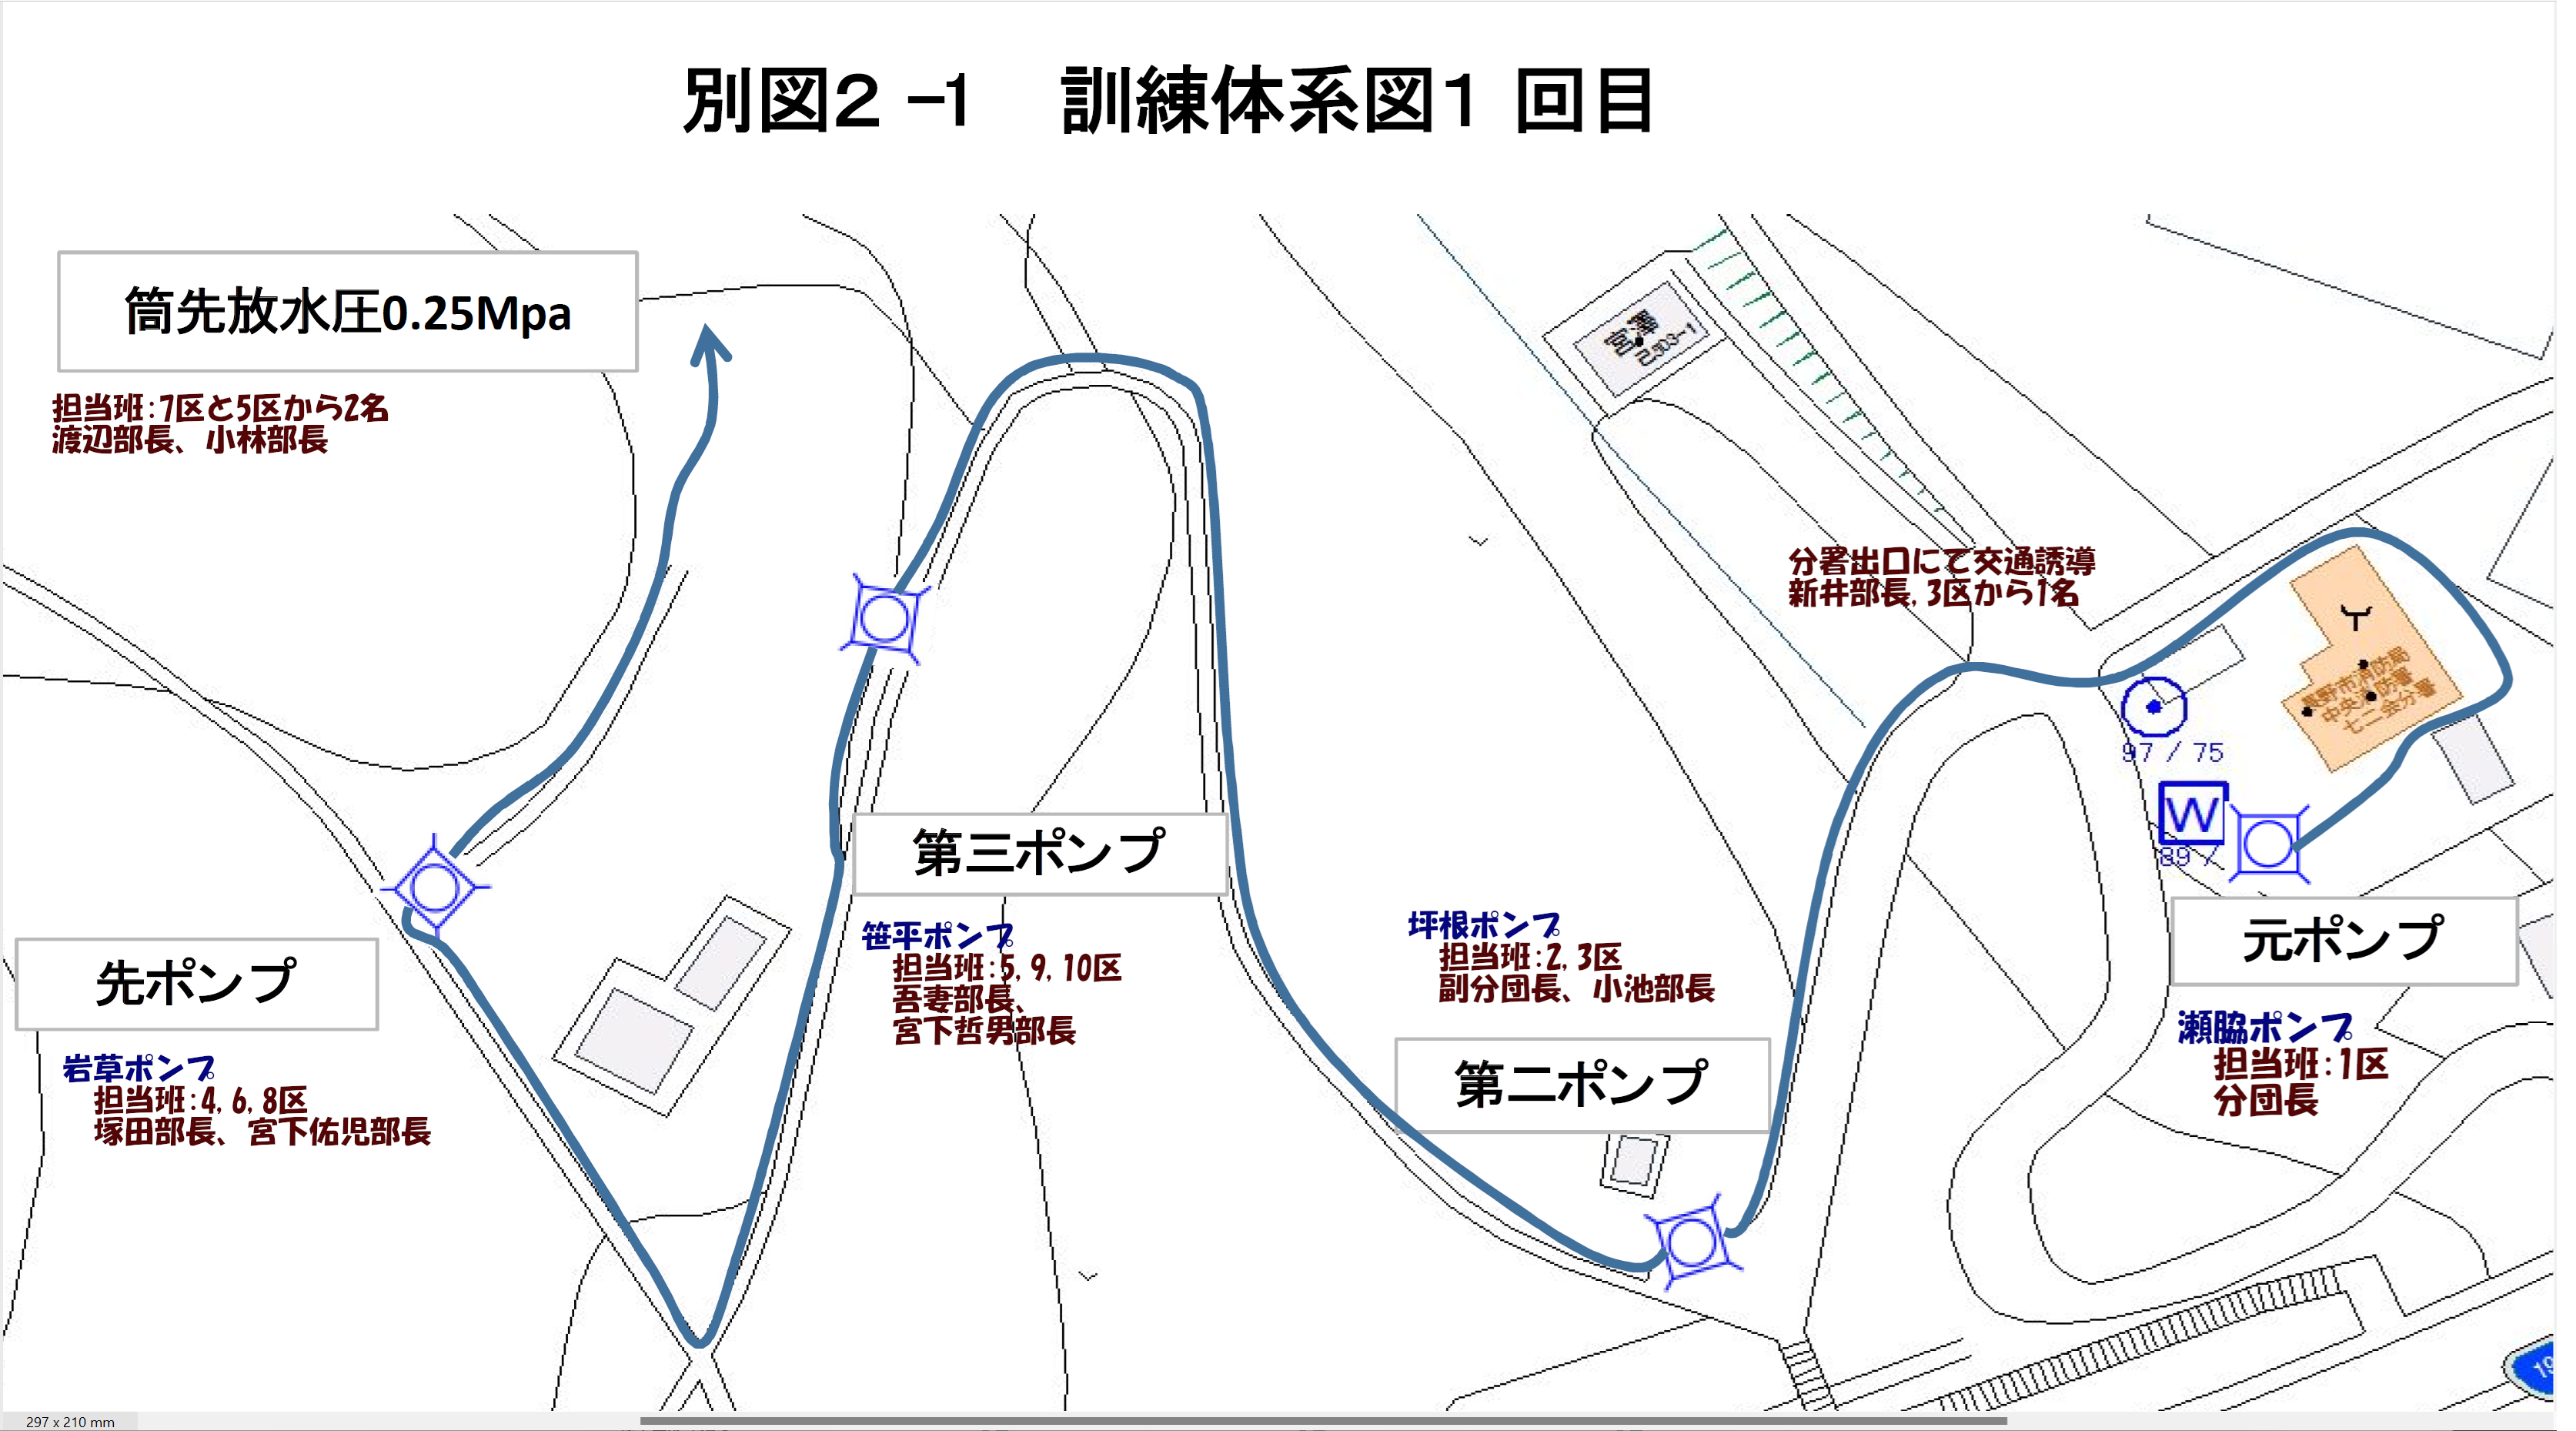 別図２－１　訓練体系図１回目
筒先放水圧0.25Mpa
担当班:7区と5区から2名
渡辺部長、小林部長
宮澤
己303-1
分署出口にて交通誘導
新井部長,3区から1名
長野市消防局
中央消防署
七二会分署
97 / 75
W
89 /
第三ポンプ
笹平ポンプ
担当班:5,9,10区
吾妻部長、
宮下哲男部長
坪根ポンプ
担当班:2,3区
副分団長、小池部長
第二ポンプ
元ポンプ
瀬脇ポンプ
担当班:1区
分団長
先ポンプ
岩草ポンプ
担当班:4,6,8区
塚田部長、宮下佑児部長
19
297 x 210 mm